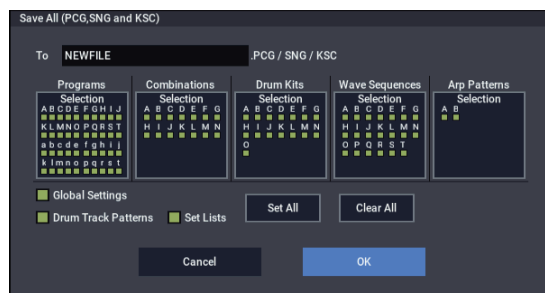 Save All (PCG,SNG and KSC)
To NEWFILE .PCG / SNG / KSC
Programs Combinations Drum Kits Wave Sequences Arp Patterns
Selection Selection Selection Selection Selection
A B C D E F G H I J A B C D E F G A B C D E F G A B C D E F G A B
K L M N O P Q R S T H I J K L M N H I J K L M N H I J K L M N
a b c d e f g h i j O O P Q R S T
k l m n o p q r s t
Global Settings
Drum Track Patterns Set Lists Set All Clear All
Cancel OK